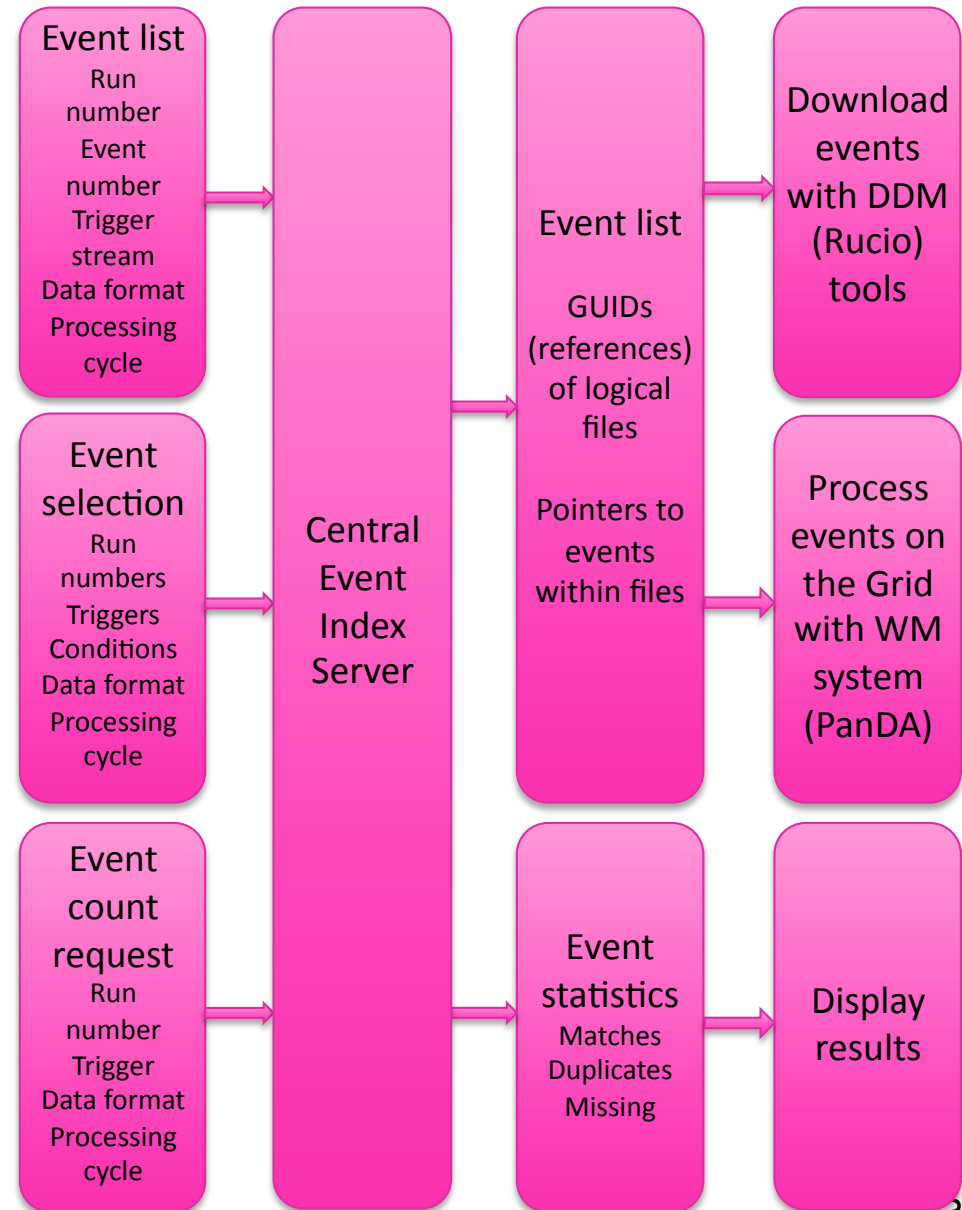 Event list
Run
number
Event
number
Trigger
stream
Data format
Processing
cycle
Event
selection
Run
numbers
Triggers
Conditions
Data format
Processing
cycle
Event
count
request
Run
number
Trigger
Data format
Processing
cycle
Central
Event
Index
Server
Event list
GUIDs
(references)
of logical
files
Pointers to
events
within files
Event
statistics
Matches
Duplicates
Missing
Download
events
with DDM
(Rucio)
tools
Process
events on
the Grid
with WM
system
(PanDA)
Display
results